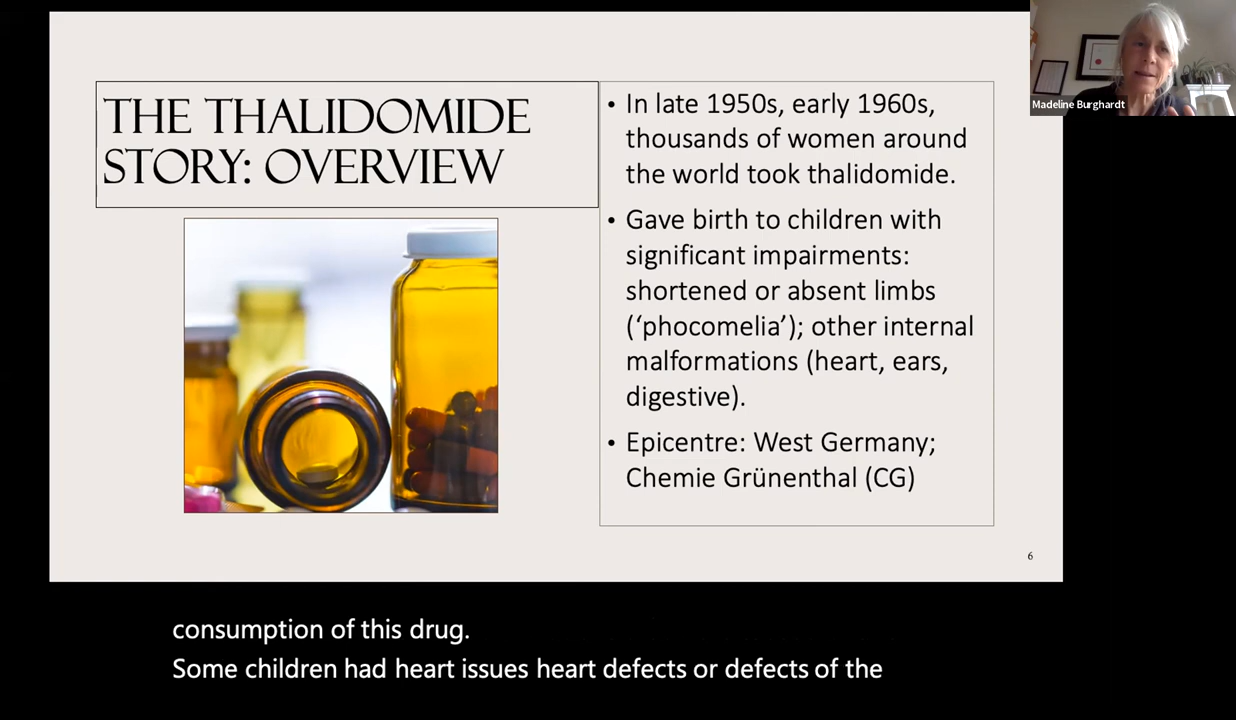 THE THALIDOMIDE
STORY: OVERVIEW
• In late 1950s, early 1960s,
thousands of women around
the world took thalidomide.
• Gave birth to children with
significant impairments:
shortened or absent limbs
(‘phocomelia’); other internal
malformations (heart, ears,
digestive).
• Epicentre: West Germany;
Chemie Grünenthal (CG)
6
Madeline Burghardt
consumption of this drug.
Some children had heart issues heart defects or defects of the